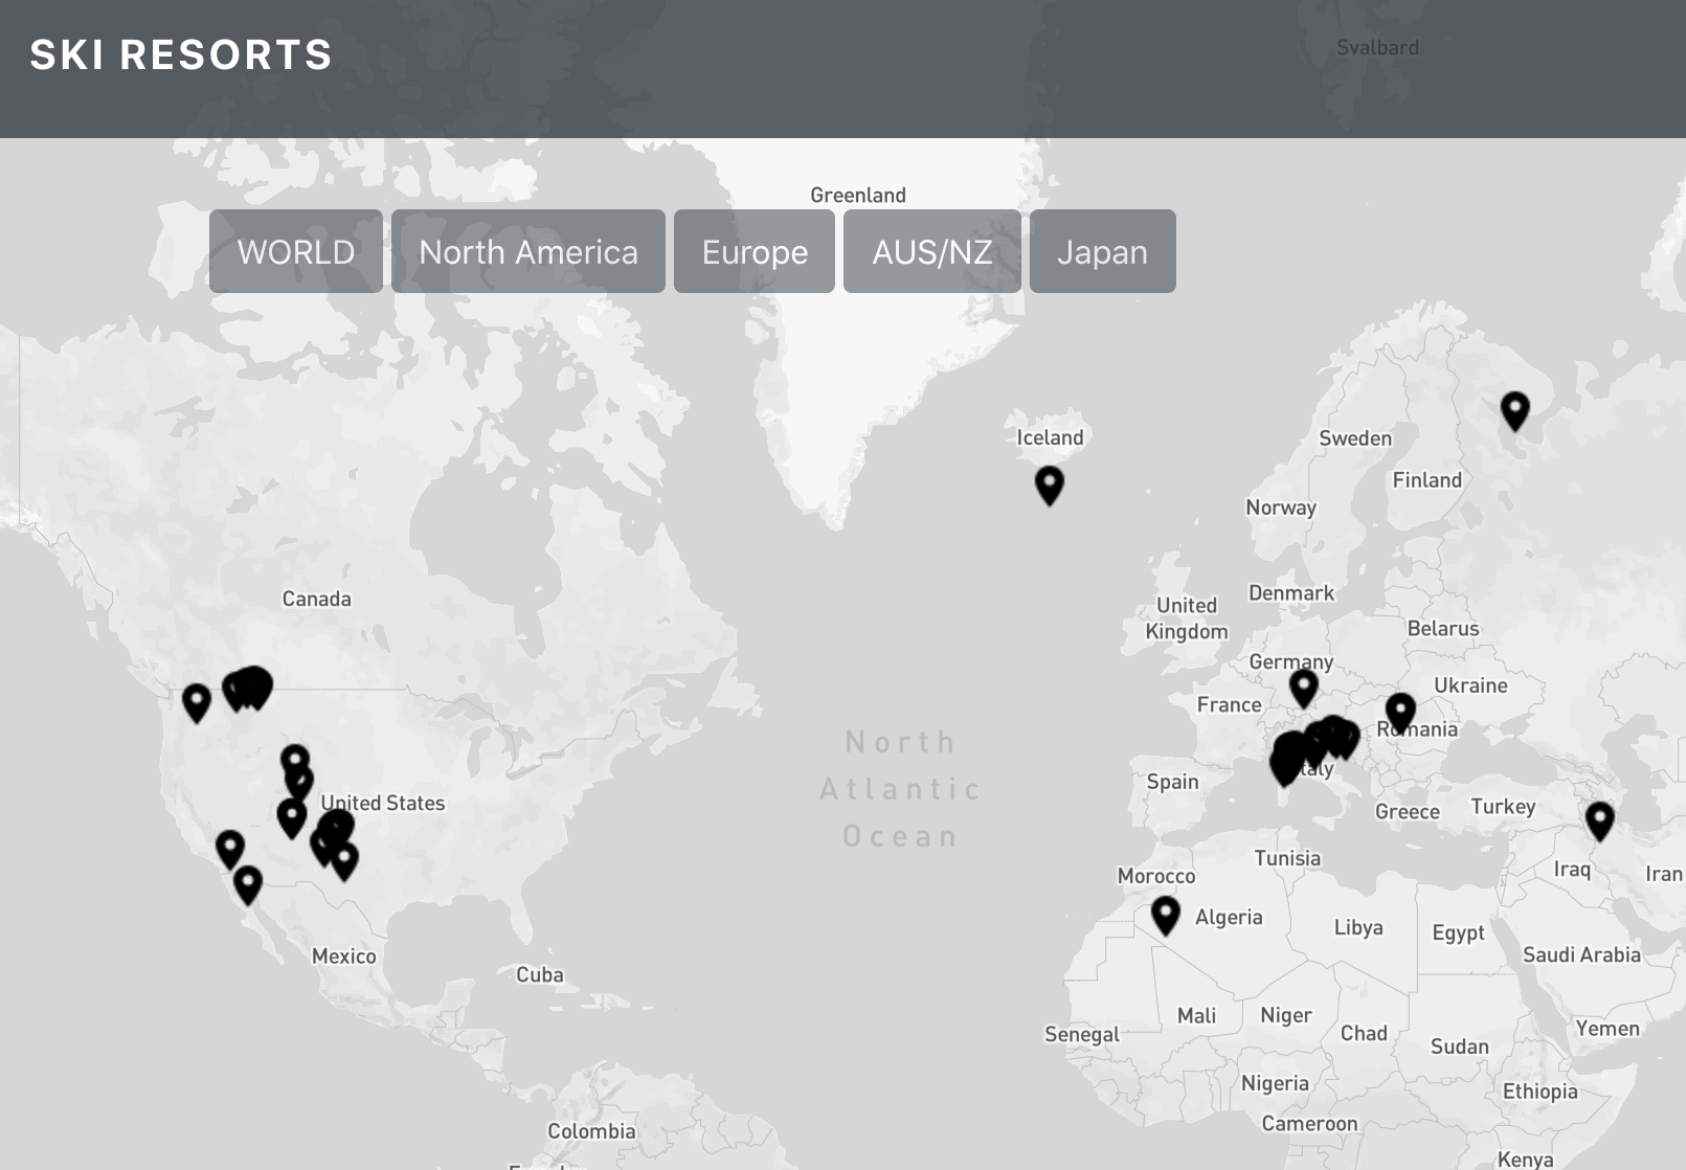 SKI RESORTS
Svalbard
Greenland
WORLD
North America
Europe
AUS/NZ
Japan
Iceland
Sweden
Finland
Norway
Canada
Denmark
United
Kingdom
Belarus
Germany
Ukraine
France
Romania
North
Atlantic
Ocean
Italy
Spain
United States
Greece
Turkey
Tunisia
Morocco
Iraq
Iran
Algeria
Libya
Egypt
Saudi Arabia
Mexico
Cuba
Mali
Niger
Senegal
Chad
Yemen
Sudan
Nigeria
Ethiopia
Cameroon
Colombia
Kenya